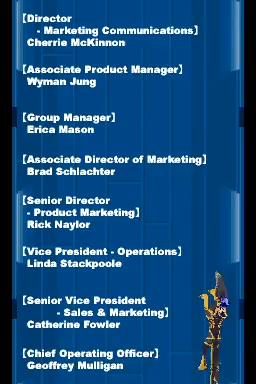 【Director
- Marketing Communications】
Cherrie McKinnon
【Associate Product Manager】
Wyman Jung
【Group Manager】
Erica Mason
【Associate Director of Marketing】
Brad Schlachter
【Senior Director
- Product Marketing】
Rick Naylor
【Vice President - Operations】
Linda Stackpoole
【Senior Vice President
- Sales & Marketing】
Catherine Fowler
【Chief Operating Officer】
Geoffrey Mulligan